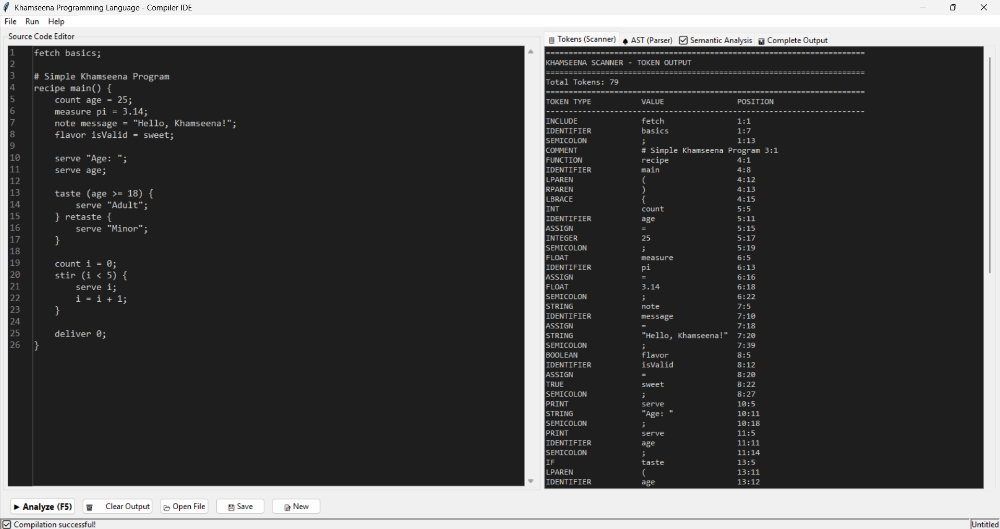 Khamseena Programming Language - Compiler IDE
File Run Help
Source Code Editor
1 fetch basics;
2
3 # Simple Khamseena Program
4 recipe main() {
5     count age = 25;
6     measure pi = 3.14;
7     note message = "Hello, Khamseena!";
8     flavor isValid = sweet;
9
10     serve "Age: ";
11     serve age;
12
13     taste (age >= 18) {
14         serve "Adult";
15     } retaste {
16         serve "Minor";
17     }
18
19     count i = 0;
20     stir (i < 5) {
21         serve i;
22         i = i + 1;
23     }
24
25     deliver 0;
26 }
Tokens (Scanner) AST (Parser) Semantic Analysis Complete Output
======================================================================
KHAMSEENA SCANNER - TOKEN OUTPUT
======================================================================
Total Tokens: 79
======================================================================
TOKEN TYPE VALUE POSITION
----------------------------------------------------------------------
INCLUDE fetch 1:1
IDENTIFIER basics 1:7
SEMICOLON ; 1:13
COMMENT # Simple Khamseena Program 3:1
FUNCTION recipe 4:1
IDENTIFIER main 4:8
LPAREN ( 4:12
RPAREN ) 4:13
LBRACE { 4:15
INT count 5:5
IDENTIFIER age 5:11
ASSIGN = 5:15
INTEGER 25 5:17
SEMICOLON ; 5:19
FLOAT measure 6:5
IDENTIFIER pi 6:13
ASSIGN = 6:16
FLOAT 3.14 6:18
SEMICOLON ; 6:22
STRING note 7:5
IDENTIFIER message 7:10
ASSIGN = 7:18
STRING "Hello, Khamseena!" 7:20
SEMICOLON ; 7:39
BOOLEAN flavor 8:5
IDENTIFIER isValid 8:12
ASSIGN = 8:20
TRUE sweet 8:22
SEMICOLON ; 8:27
PRINT serve 10:5
STRING "Age: " 10:11
SEMICOLON ; 10:18
PRINT serve 11:5
IDENTIFIER age 11:11
SEMICOLON ; 11:14
IF taste 13:5
LPAREN ( 13:11
IDENTIFIER age 13:12
Analyze (F5) Clear Output Open File Save New
Compilation successful! Untitled